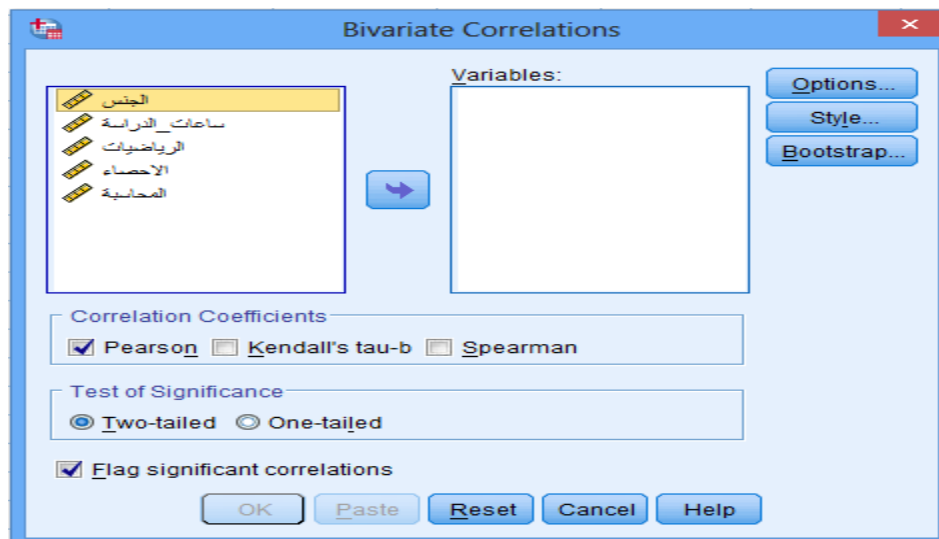 Bivariate Correlations
Variables:
الجنس
ساعات_الدراسة
الرياضيات
الاحصاء
المحاسبة
Options...
Style...
Bootstrap...
Correlation Coefficients
Pearson Kendall's tau-b Spearman
Test of Significance
Two-tailed One-tailed
Flag significant correlations
OK Paste Reset Cancel Help